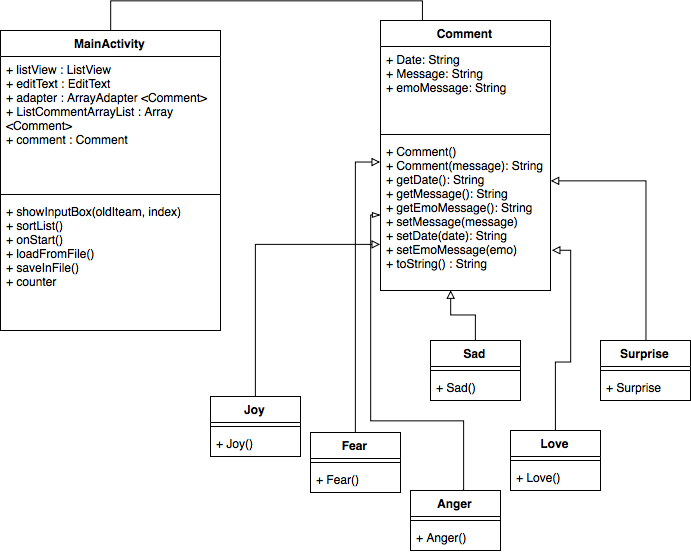 MainActivity
+ listView : ListView
+ editText : EditText
+ adapter : ArrayAdapter <Comment>
+ ListCommentArrayList : Array
<Comment>
+ comment : Comment
+ showInputBox(oldIteam, index)
+ sortList()
+ onStart()
+ loadFromFile()
+ saveInFile()
+ counter
Comment
+ Date: String
+ Message: String
+ emoMessage: String
+ Comment()
+ Comment(message): String
+ getDate(): String
+ getMessage(): String
+ getEmoMessage(): String
+ setMessage(message)
+ setDate(date): String
+ setEmoMessage(emo)
+ toString() : String
Sad
+ Sad()
Surprise
+ Surprise
Joy
+ Joy()
Fear
+ Fear()
Love
+ Love()
Anger
+ Anger()